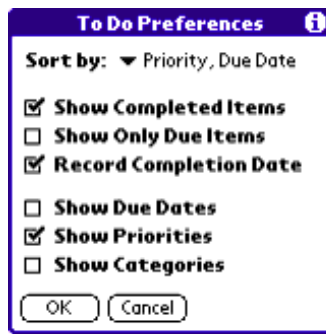 To Do Preferences
Sort by: Priority, Due Date
Show Completed Items
Show Only Due Items
Record Completion Date
Show Due Dates
Show Priorities
Show Categories
OK Cancel